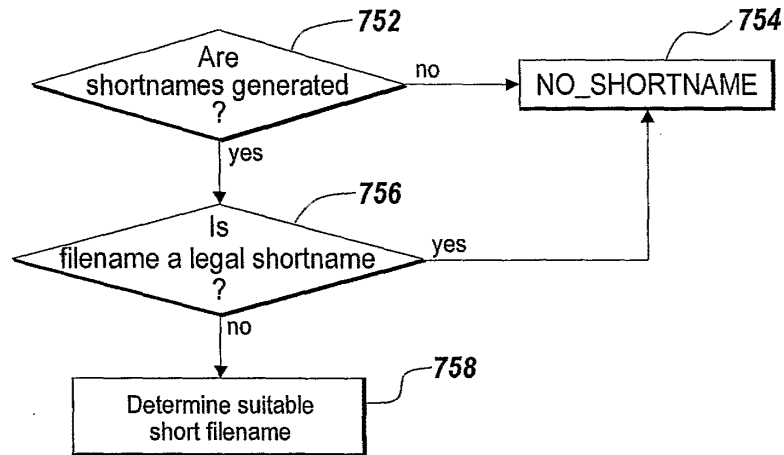 752
Are
shortnames generated
?
no
754
NO_SHORTNAME
yes
756
Is
filename a legal shortname
?
yes
no
758
Determine suitable
short filename